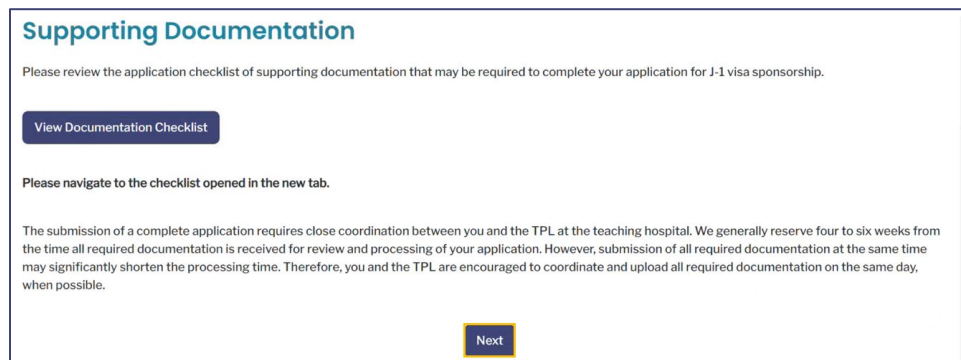 Supporting Documentation
Please review the application checklist of supporting documentation that may be required to complete your application for J-1 visa sponsorship.
View Documentation Checklist
Please navigate to the checklist opened in the new tab.
The submission of a complete application requires close coordination between you and the TPL at the teaching hospital. We generally reserve four to six weeks from
the time all required documentation is received for review and processing of your application. However, submission of all required documentation at the same time
may significantly shorten the processing time. Therefore, you and the TPL are encouraged to coordinate and upload all required documentation on the same day,
when possible.
Next